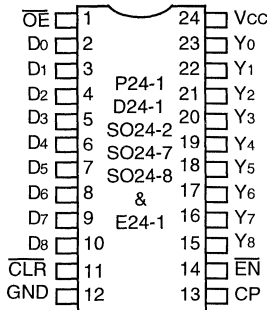 OE 1 24 VCC
D0 2 23 Y0
D1 3 22 Y1
D2 4 P24-1 21 Y2
D3 5 D24-1 20 Y3
D4 6 SO24-2 19 Y4
D5 7 SO24-7 18 Y5
D6 8 SO24-8 17 Y6
D7 9 & 16 Y7
D8 10 E24-1 15 Y8
CLR 11 14 EN
GND 12 13 CP